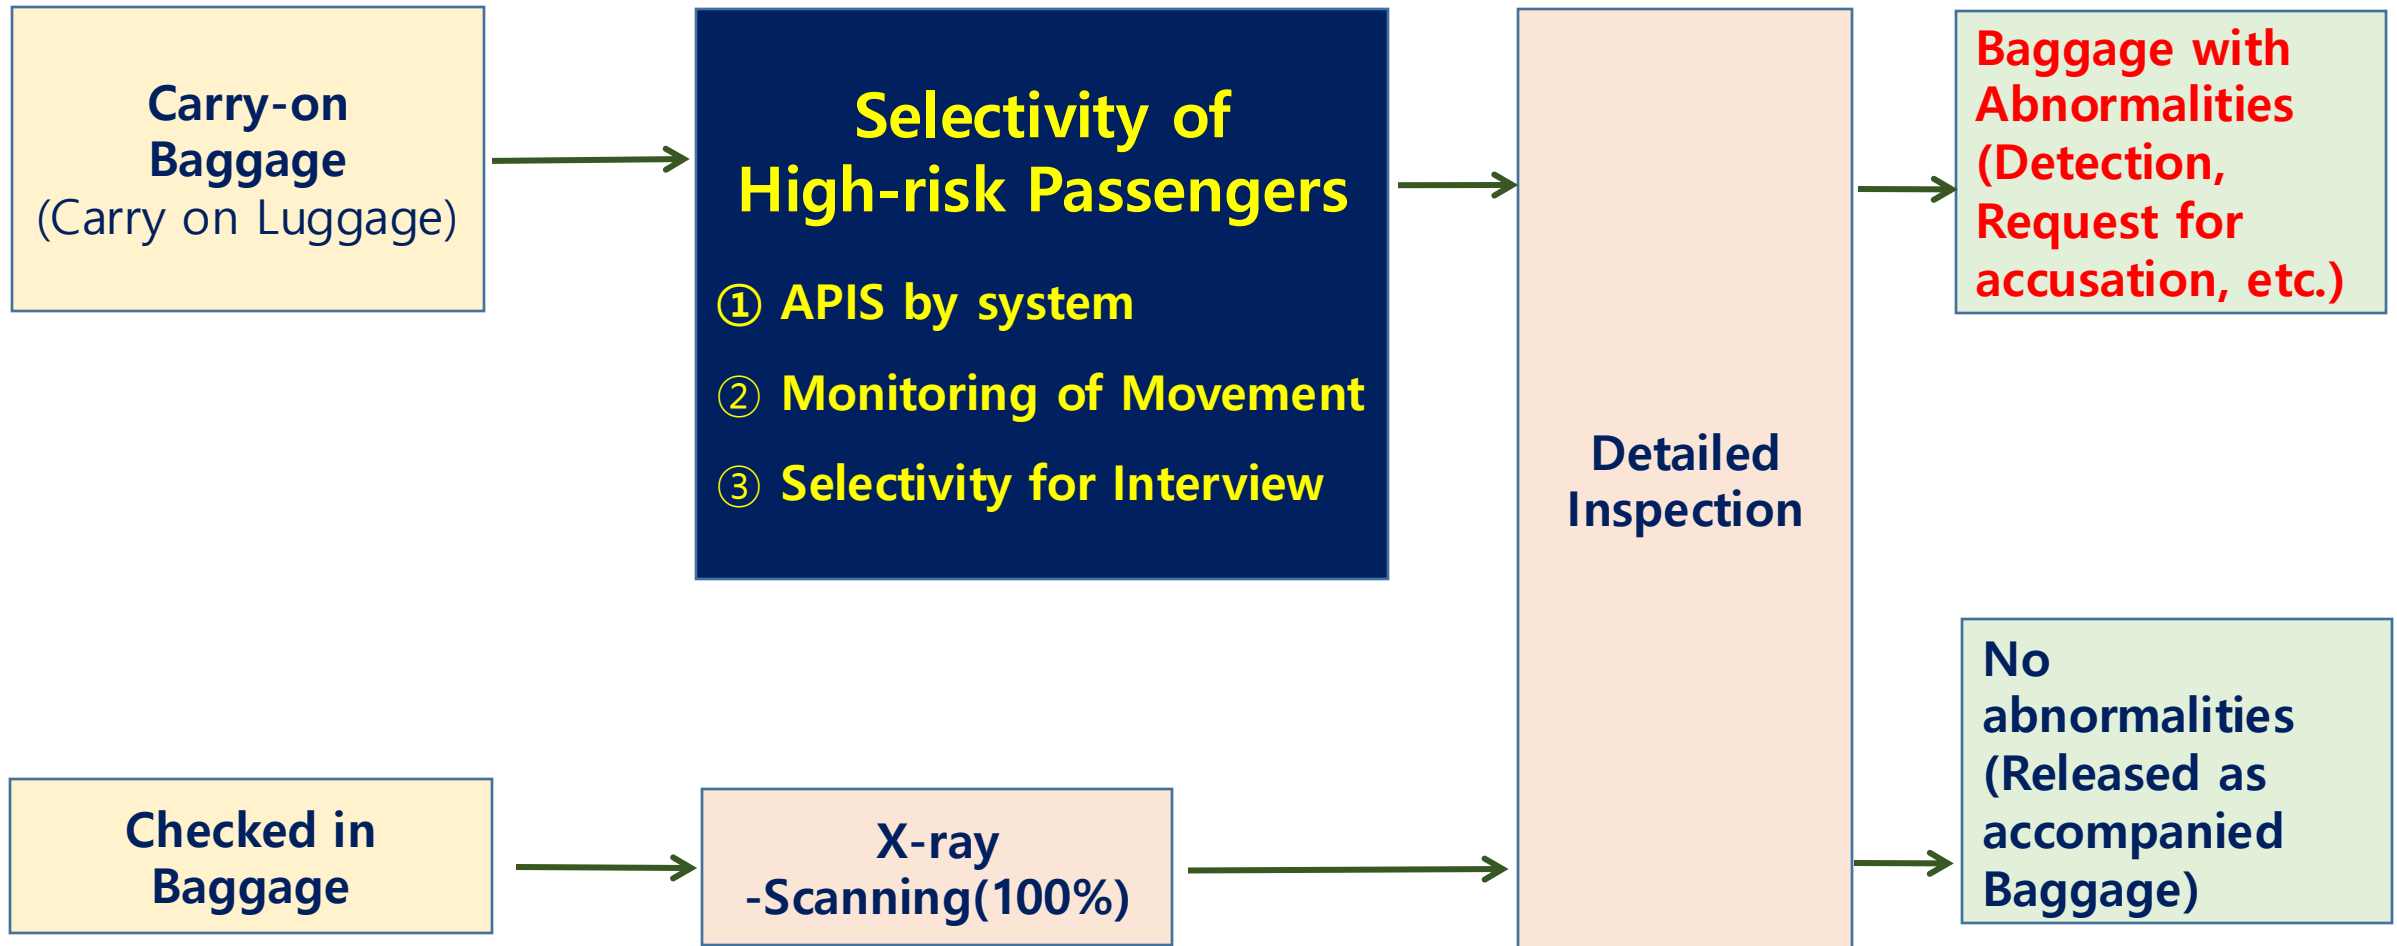 Carry-on
Baggage
(Carry on Luggage)
Selectivity of
High-risk Passengers
① APIS by system
② Monitoring of Movement
③ Selectivity for Interview
Detailed
Inspection
Baggage with
Abnormalities
(Detection,
Request for
accusation, etc.)
Checked in
Baggage
X-ray
-Scanning(100%)
No
abnormalities
(Released as
accompanied
Baggage)